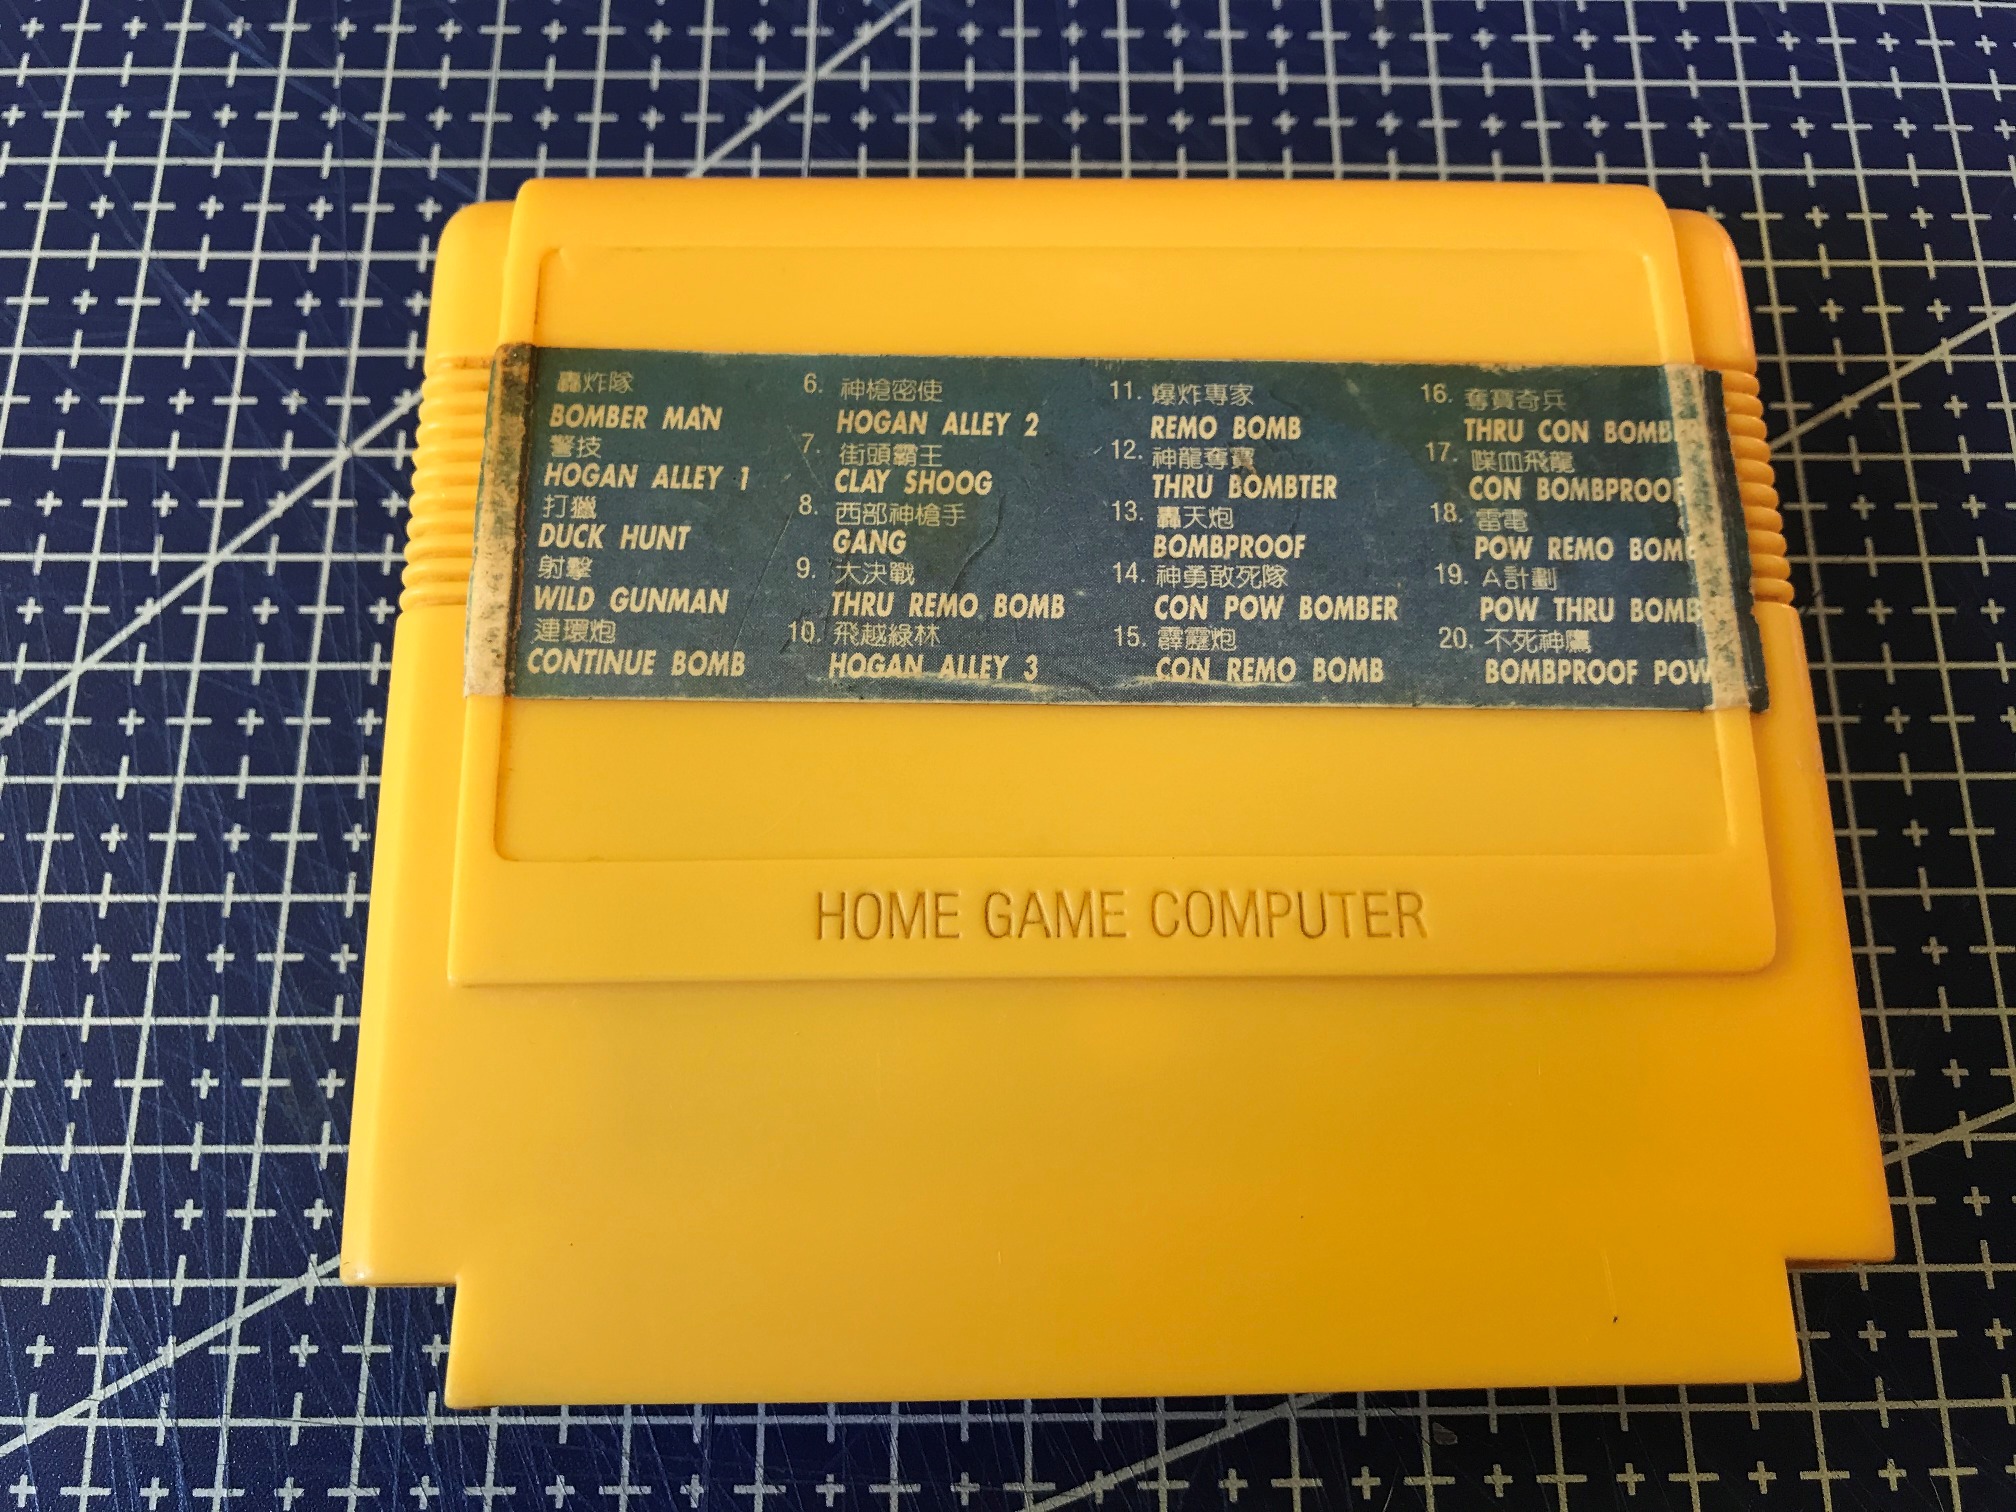 轟炸隊
BOMBER MAN
警技
HOGAN ALLEY 1
打獵
DUCK HUNT
射擊
WILD GUNMAN
連環炮
CONTINUE BOMB
6. 神槍密使
HOGAN ALLEY 2
7. 街頭霸王
CLAY SHOOG
8. 西部神槍手
GANG
9. 大決戰
THRU REMO BOMB
10. 飛越綠林
HOGAN ALLEY 3
11. 爆炸專家
REMO BOMB
12. 神龍奪寶
THRU BOMBTER
13. 轟天炮
BOMBPROOF
14. 神勇敢死隊
CON POW BOMBER
15. 霹靂炮
CON REMO BOMB
16. 奪寶奇兵
THRU CON BOMBER
17. 喋血飛龍
CON BOMBPROOF
18. 雷電
POW REMO BOMB
19. A計劃
POW THRU BOMB
20. 不死神鷹
BOMBPROOF POW
HOME GAME COMPUTER